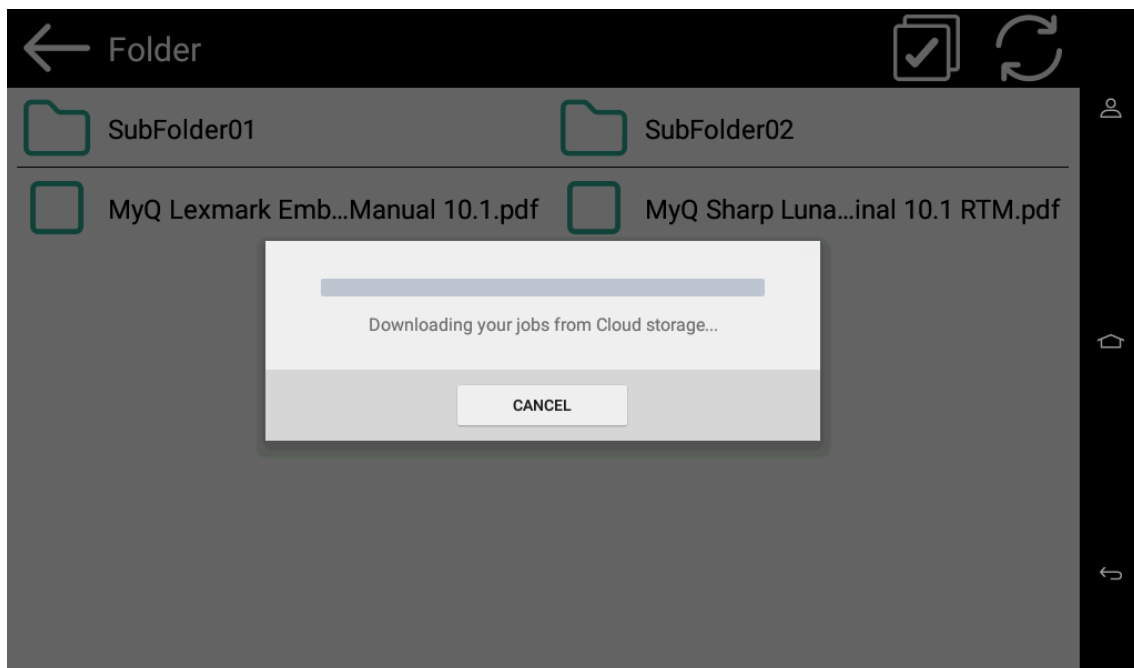 Folder
SubFolder01 SubFolder02
MyQ Lexmark Emb...Manual 10.1.pdf MyQ Sharp Luna...inal 10.1 RTM.pdf
Downloading your jobs from Cloud storage...
CANCEL